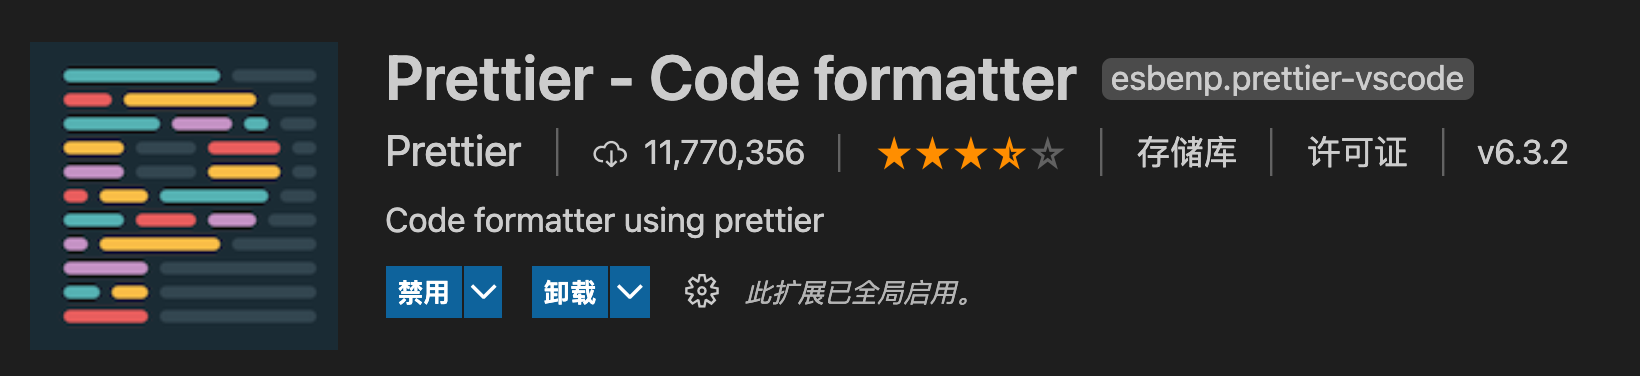 Prettier - Code formatter esbenp.prettier-vscode
Prettier 11,770,356 存储库 许可证 v6.3.2
Code formatter using prettier
禁用 卸载 此扩展已全局启用。